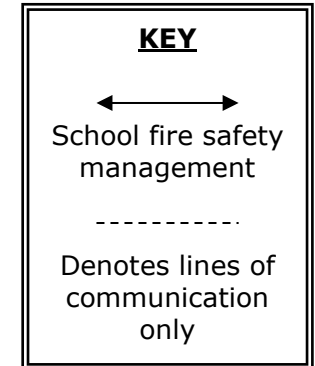 KEY
School fire safety
management
Denotes lines of
communication
only